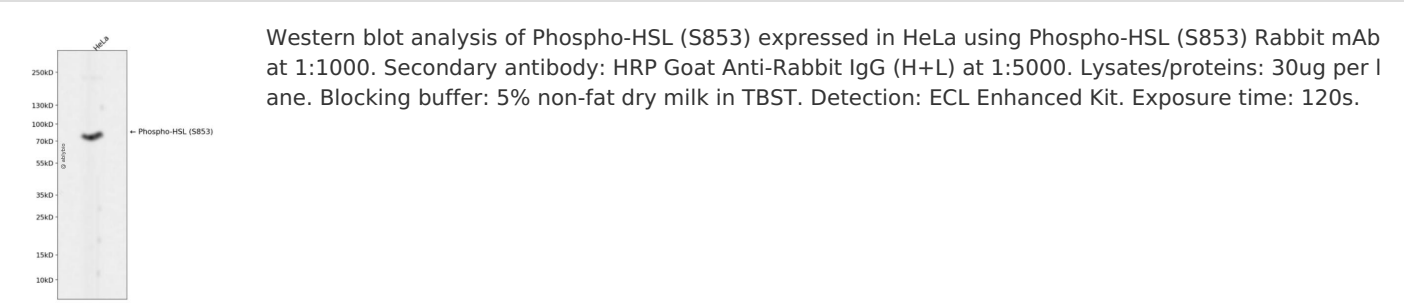 HeLa
250kD
130kD
100kD
← Phospho-HSL (S853)
70kD
@ abybio
55kD
35kD
25kD
15kD
10kD
Western blot analysis of Phospho-HSL (S853) expressed in HeLa using Phospho-HSL (S853) Rabbit mAb
at 1:1000. Secondary antibody: HRP Goat Anti-Rabbit IgG (H+L) at 1:5000. Lysates/proteins: 30ug per l
ane. Blocking buffer: 5% non-fat dry milk in TBST. Detection: ECL Enhanced Kit. Exposure time: 120s.